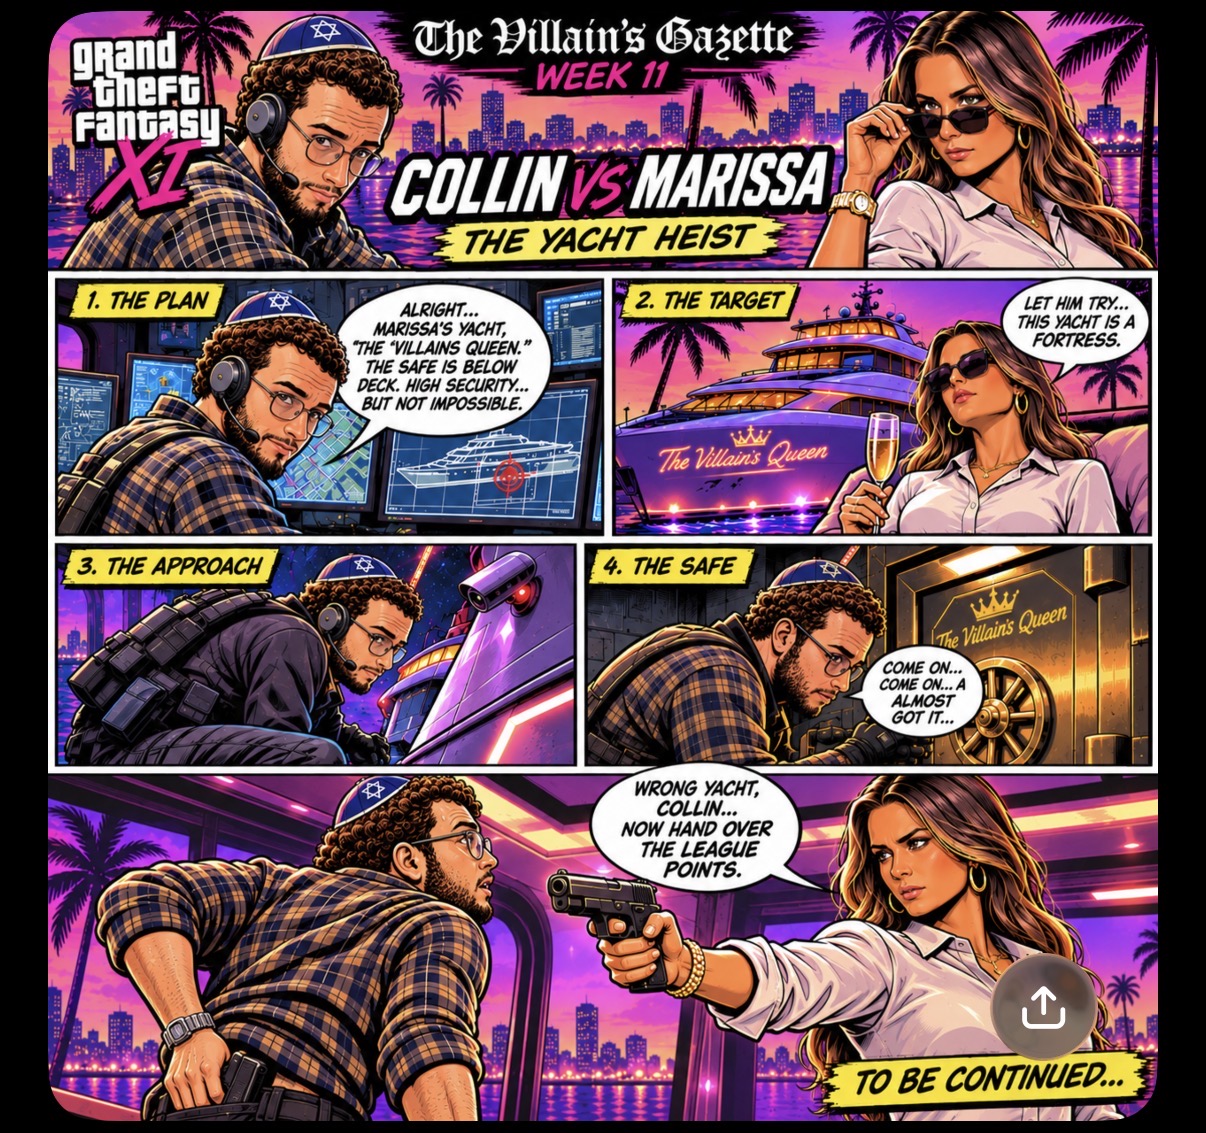 grand
theft
fantasy
XI
The Villain's Gazette
WEEK 11
COLLIN VS MARISSA
THE YACHT HEIST
1. THE PLAN
ALRIGHT...
MARISSA'S YACHT,
"THE "VILLAINS QUEEN."
THE SAFE IS BELOW
DECK. HIGH SECURITY...
BUT NOT IMPOSSIBLE.
2. THE TARGET
LET HIM TRY...
THIS YACHT IS A
FORTRESS.
The Villain's Queen
3. THE APPROACH
4. THE SAFE
The Villain's Queen
COME ON...
COME ON... A
ALMOST
GOT IT...
WRONG YACHT,
COLLIN...
NOW HAND OVER
THE LEAGUE
POINTS.
TO BE CONTINUED...